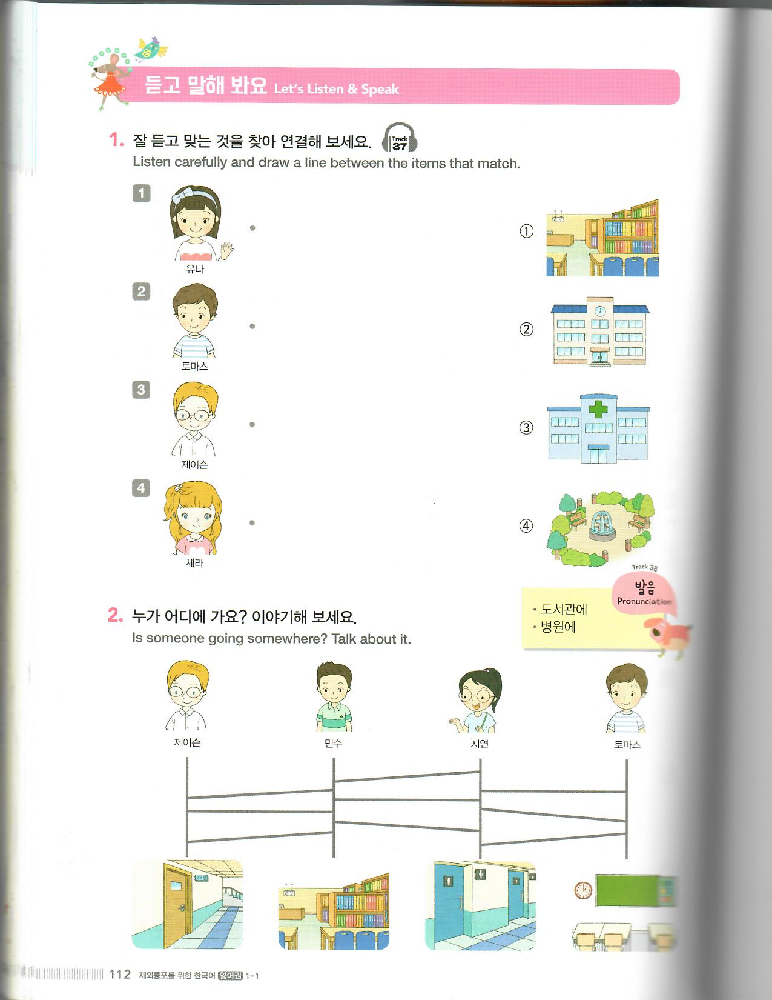 듣고 말해 봐요 Let's Listen & Speak
1. 잘 듣고 맞는 것을 찾아 연결해 보세요. Track 37
Listen carefully and draw a line between the items that match.
1
유나
①
2
토마스
②
3
제이슨
③
4
세라
④
Track 38
발음
Pronunciation
• 도서관에
• 병원에
2. 누가 어디에 가요? 이야기해 보세요.
Is someone going somewhere? Talk about it.
제이슨
민수
지연
토마스
112 재외동포를 위한 한국어 영어권 1-1